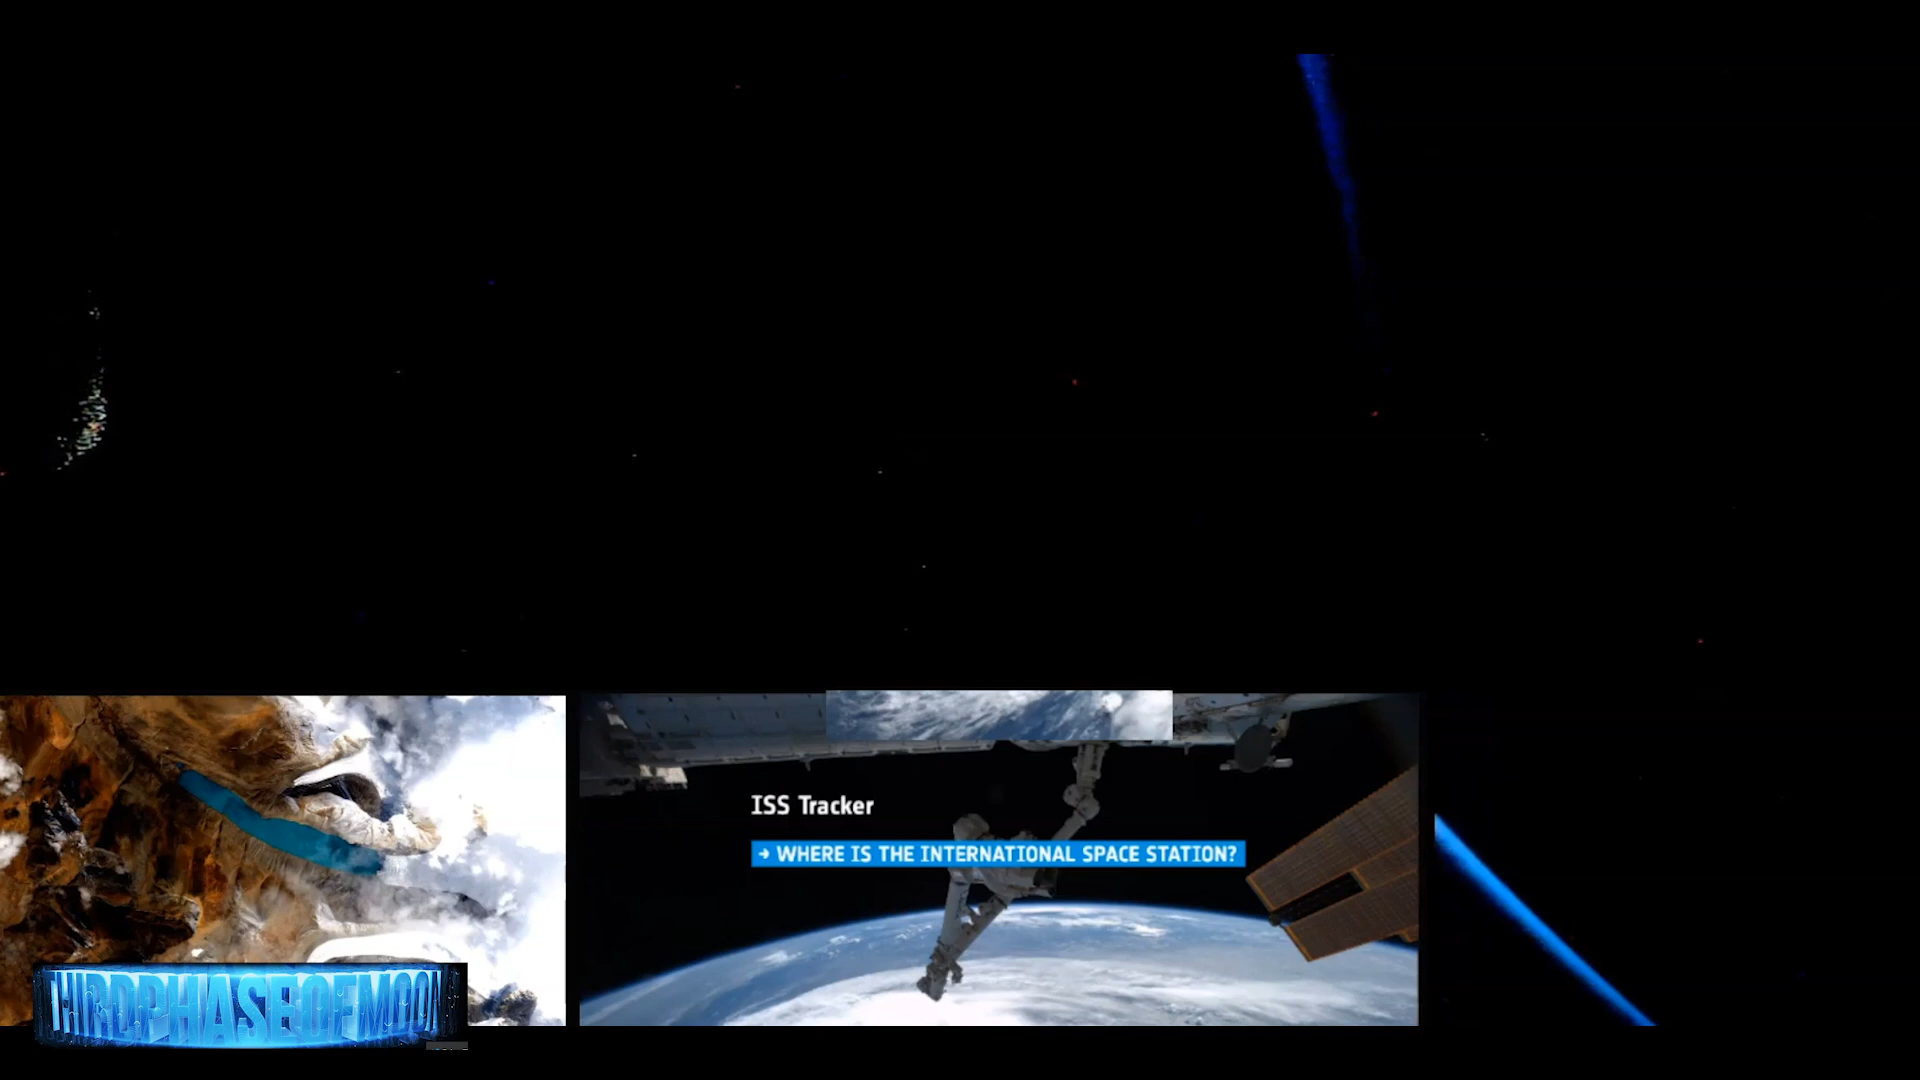 ISS Tracker
→ WHERE IS THE INTERNATIONAL SPACE STATION?
THIRDPHASEOFMOON